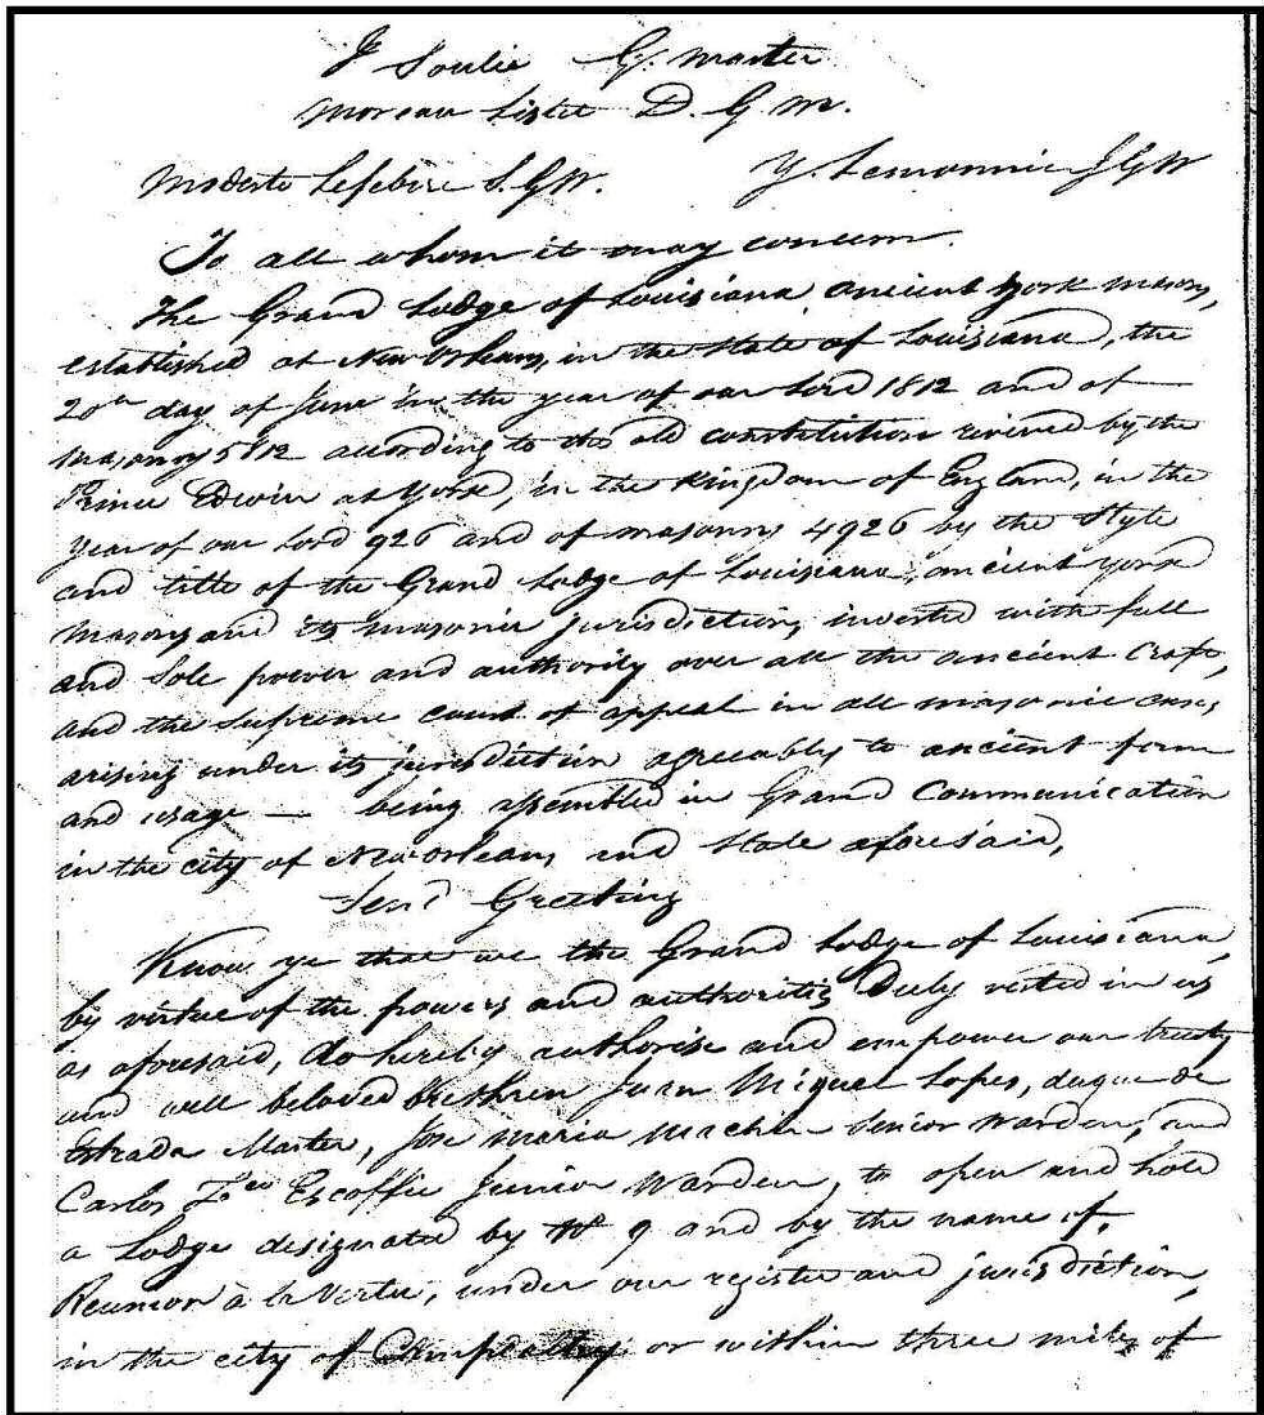 J Soulie G. Master
Moreau Lislet D. G. M.
Modeste Lefebvre S. G W. Y. Lemonnier J G W
To all whom it may concern.
The Grand Lodge of Louisiana ancient york masons,
established at New Orleans, in the State of Louisiana, the
20th day of June in the year of our Lord 1812 and of
masonry 5812 according to the old constitution revived by the
Prince Edwin at York, in the Kingdom of England, in the
year of our Lord 926 and of masonry 4926 by the Style
and title of the Grand Lodge of Louisiana, ancient york
Masons and its masonic jurisdiction, invested with full
and Sole power and authority over all the ancient Craft,
and the Supreme court of appeal in all masonic cases,
arising under its jurisdiction agreeably to ancient form
and usage — being assembled in Grand Communication
in the city of New Orleans, and State aforesaid,
Send Greeting
Know ye that we the Grand Lodge of Louisiana,
by virtue of the powers and authorities Duly vested in us
as aforesaid, do hereby authorise and empower our trusty
and well beloved Brethren Juan Miguel Lopes, duque de
Estrada Master, Jose Maria Machin Senior Warden, and
Carlos Fco Escoffie Junior Warden, to open and hold
a Lodge designated by No 9 and by the name of,
Reunion à la Vertu, under our register and jurisdiction,
in the city of or within three miles of